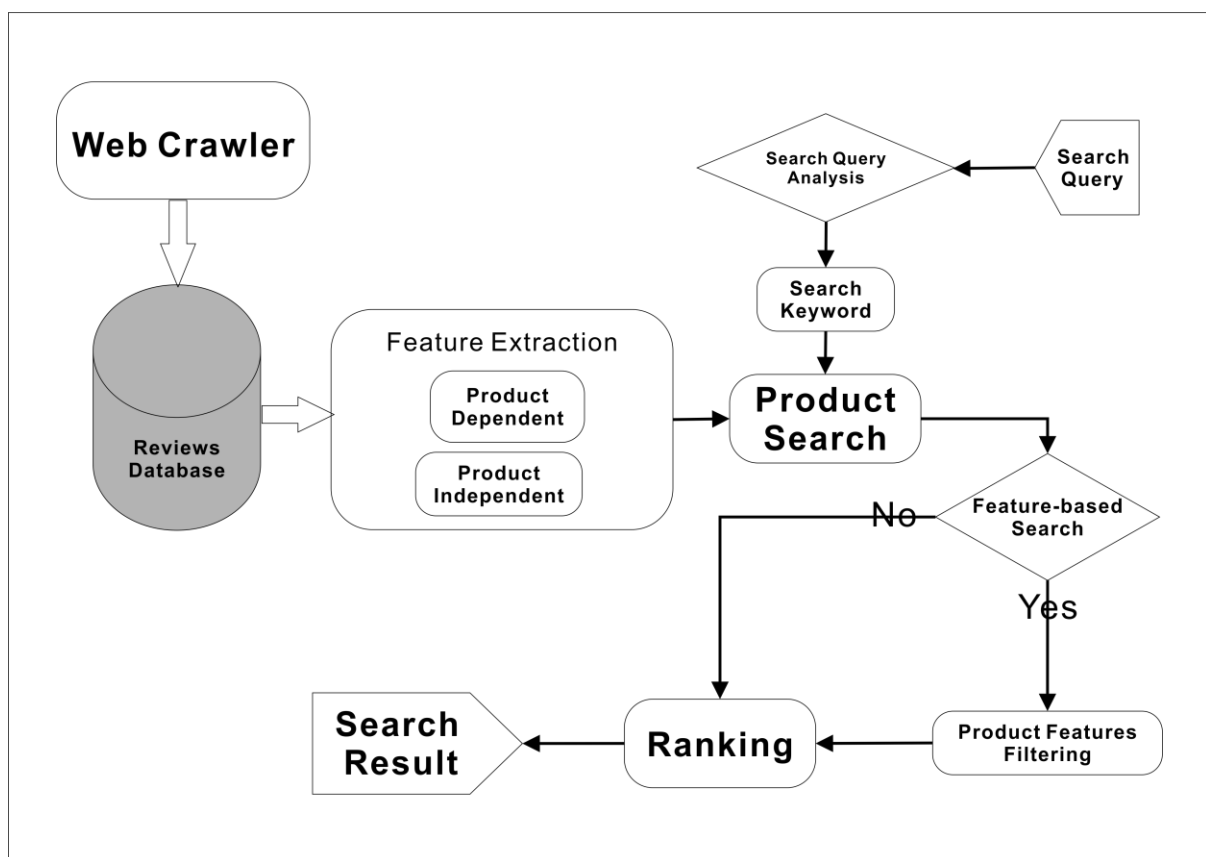 Web Crawler
Search Query
Analysis
Search
Query
Search
Keyword
Feature Extraction
Product
Dependent
Product
Independent
Product
Search
Reviews
Database
No
Feature-based
Search
Yes
Search
Result
Ranking
Product Features
Filtering